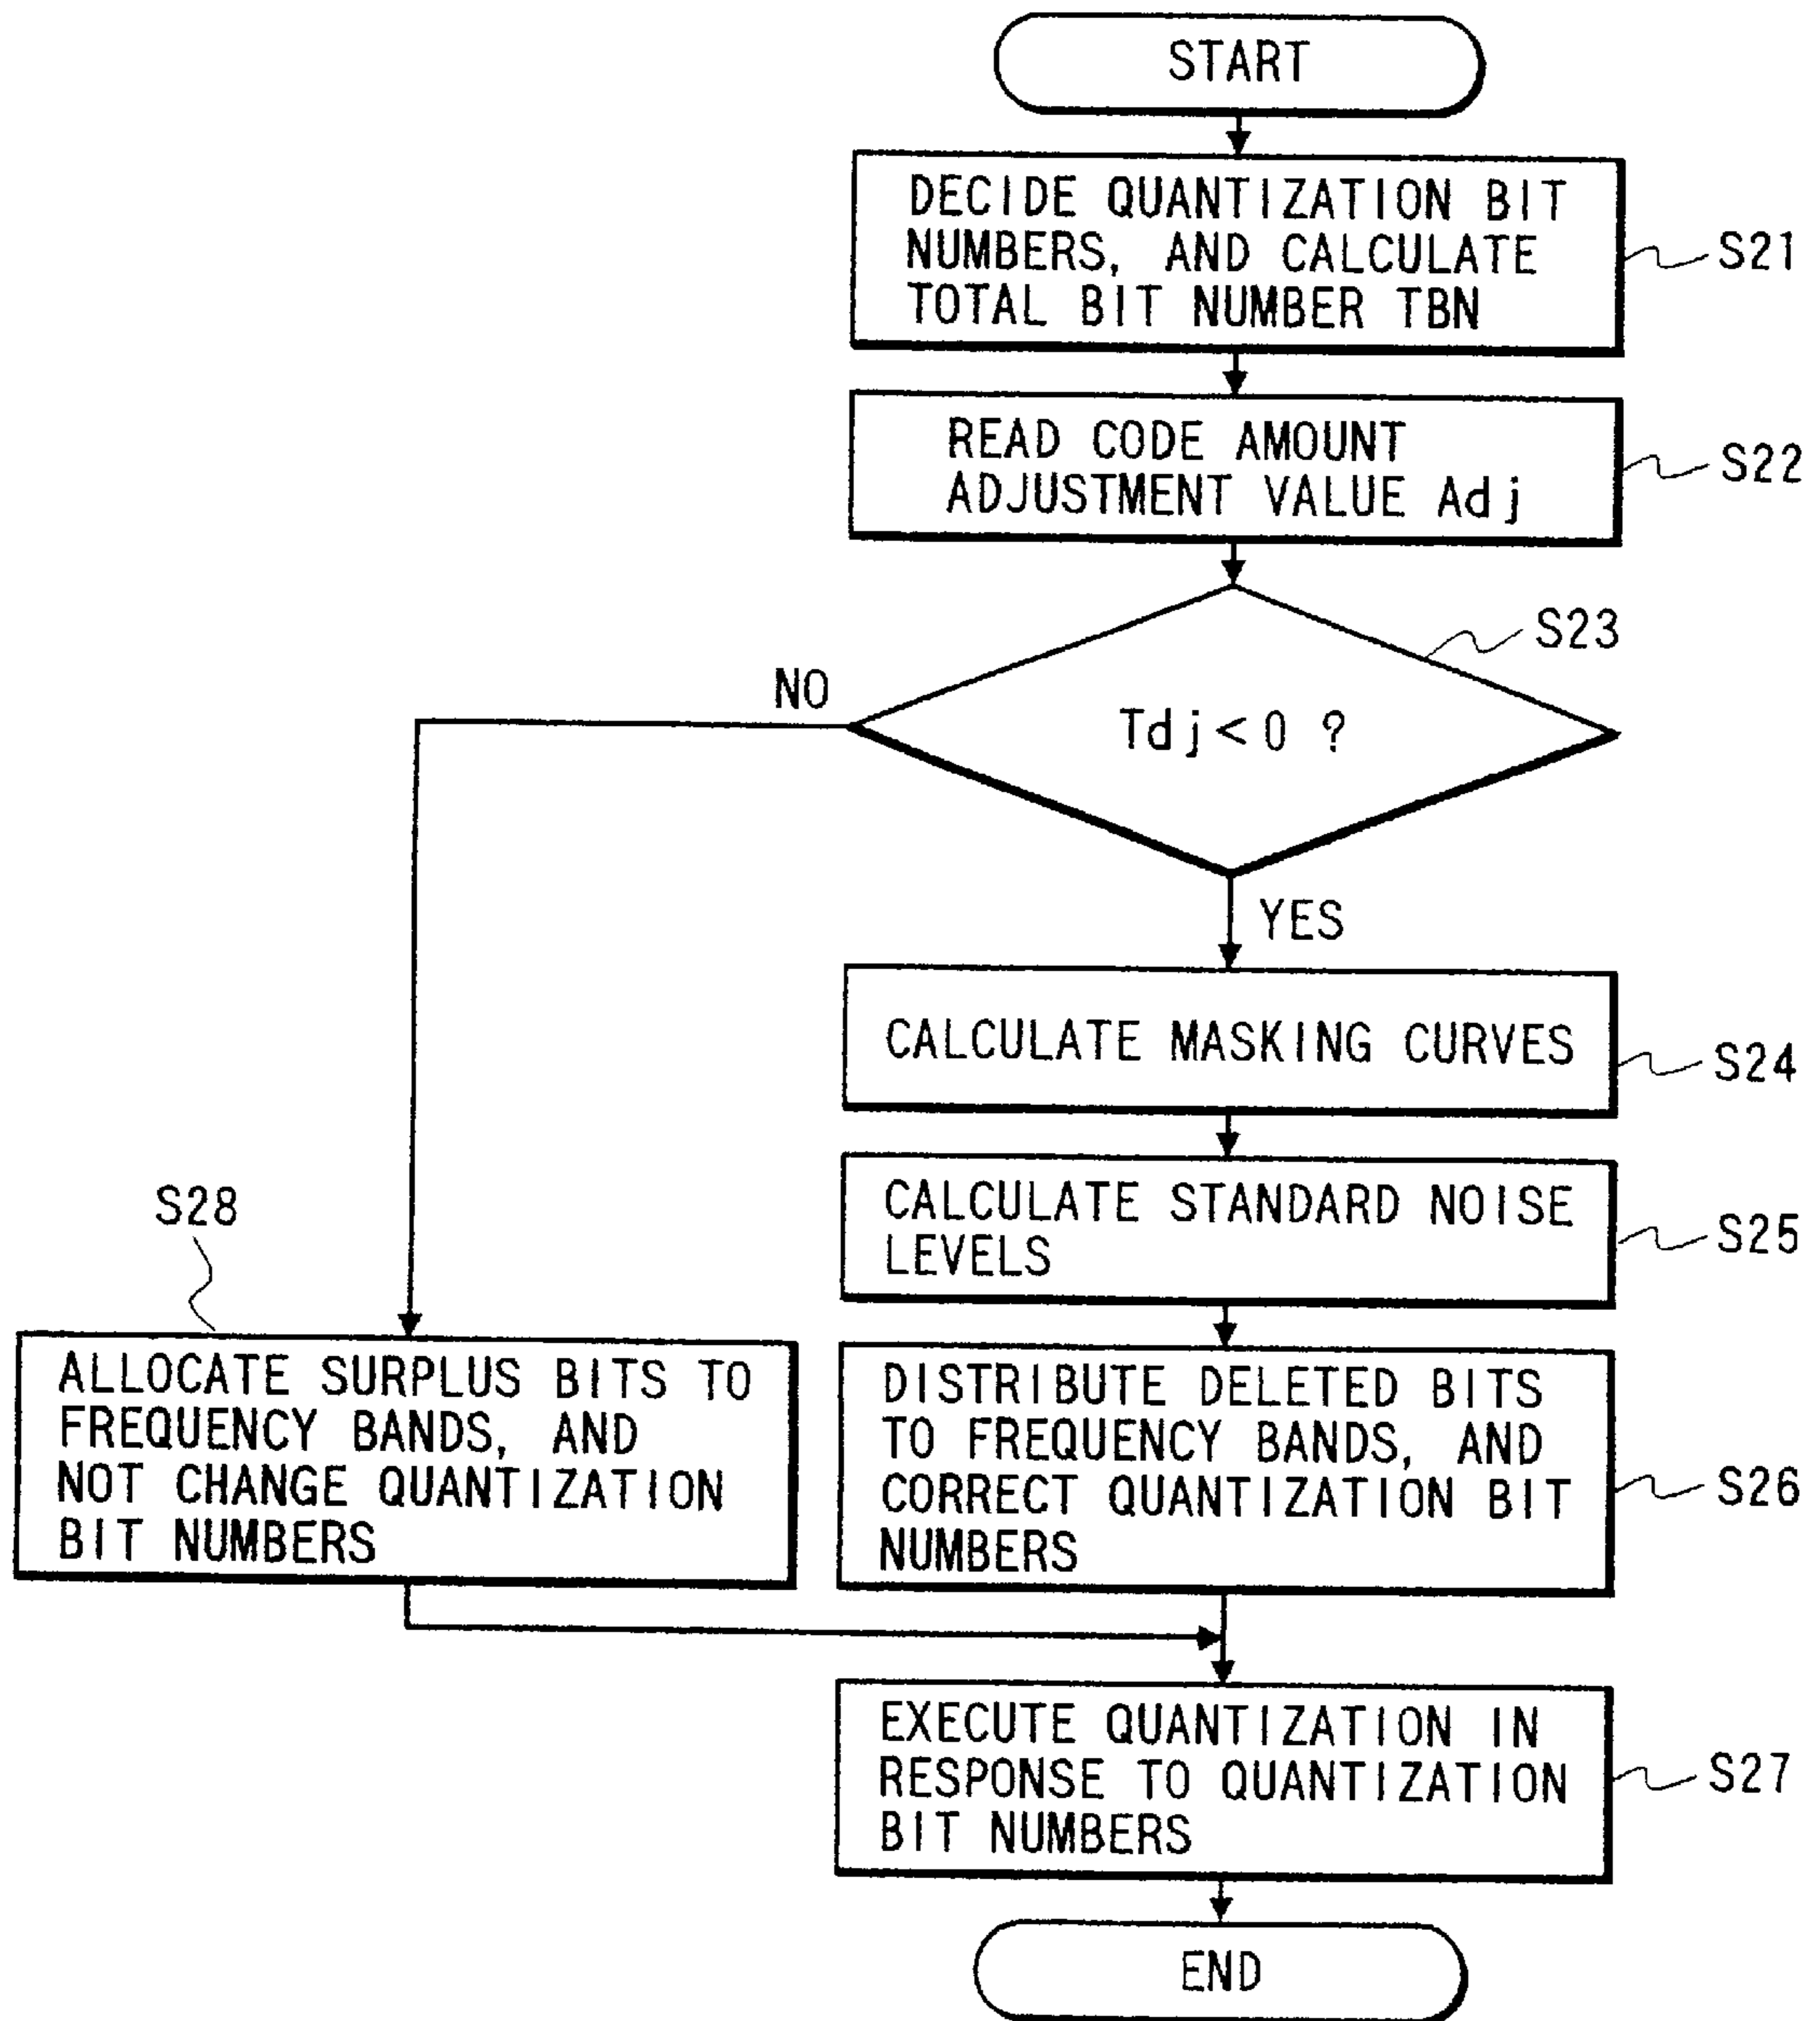 START
DECIDE QUANTIZATION BIT
NUMBERS, AND CALCULATE
TOTAL BIT NUMBER TBN
S21
READ CODE AMOUNT
ADJUSTMENT VALUE Adj
S22
S23
NO
Tdj<0 ?
YES
CALCULATE MASKING CURVES
S24
CALCULATE STANDARD NOISE
LEVELS
S25
S28
ALLOCATE SURPLUS BITS TO
FREQUENCY BANDS, AND
NOT CHANGE QUANTIZATION
BIT NUMBERS
DISTRIBUTE DELETED BITS
TO FREQUENCY BANDS, AND
CORRECT QUANTIZATION BIT
NUMBERS
S26
EXECUTE QUANTIZATION IN
RESPONSE TO QUANTIZATION
BIT NUMBERS
S27
END